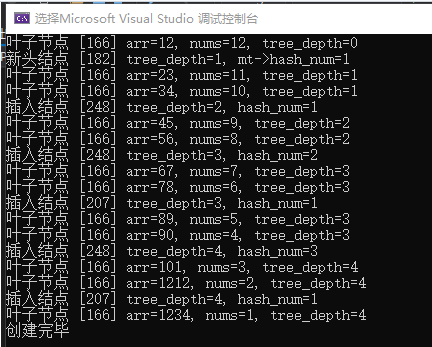 选择Microsoft Visual Studio 调试控制台
叶子节点 [166] arr=12, nums=12, tree_depth=0
新头结点 [182] tree_depth=1, mt->hash_num=1
叶子节点 [166] arr=23, nums=11, tree_depth=1
叶子节点 [166] arr=34, nums=10, tree_depth=1
插入结点 [248] tree_depth=2, hash_num=1
叶子节点 [166] arr=45, nums=9, tree_depth=2
叶子节点 [166] arr=56, nums=8, tree_depth=2
插入结点 [248] tree_depth=3, hash_num=2
叶子节点 [166] arr=67, nums=7, tree_depth=3
叶子节点 [166] arr=78, nums=6, tree_depth=3
插入结点 [207] tree_depth=3, hash_num=1
叶子节点 [166] arr=89, nums=5, tree_depth=3
叶子节点 [166] arr=90, nums=4, tree_depth=3
插入结点 [248] tree_depth=4, hash_num=3
叶子节点 [166] arr=101, nums=3, tree_depth=4
叶子节点 [166] arr=1212, nums=2, tree_depth=4
插入结点 [207] tree_depth=4, hash_num=1
叶子节点 [166] arr=1234, nums=1, tree_depth=4
创建完毕